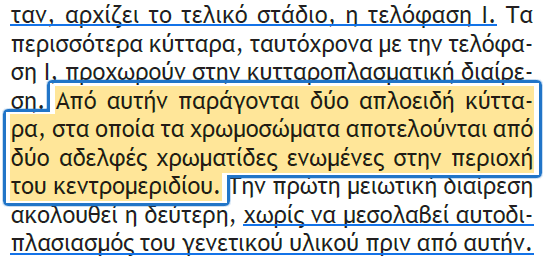 ταν, αρχίζει το τελικό στάδιο, η τελόφαση Ι. Τα
περισσότερα κύτταρα, ταυτόχρονα με την τελόφα-
ση Ι, προχωρούν στην κυτταροπλασματική διαίρε-
ση. Από αυτήν παράγονται δύο απλοειδή κύττα-
ρα, στα οποία τα χρωμοσώματα αποτελούνται από
δύο αδελφές χρωματίδες ενωμένες στην περιοχή
του κεντρομεριδίου. Την πρώτη μειωτική διαίρεση
ακολουθεί η δεύτερη, χωρίς να μεσολαβεί αυτοδι-
πλασιασμός του γενετικού υλικού πριν από αυτήν.